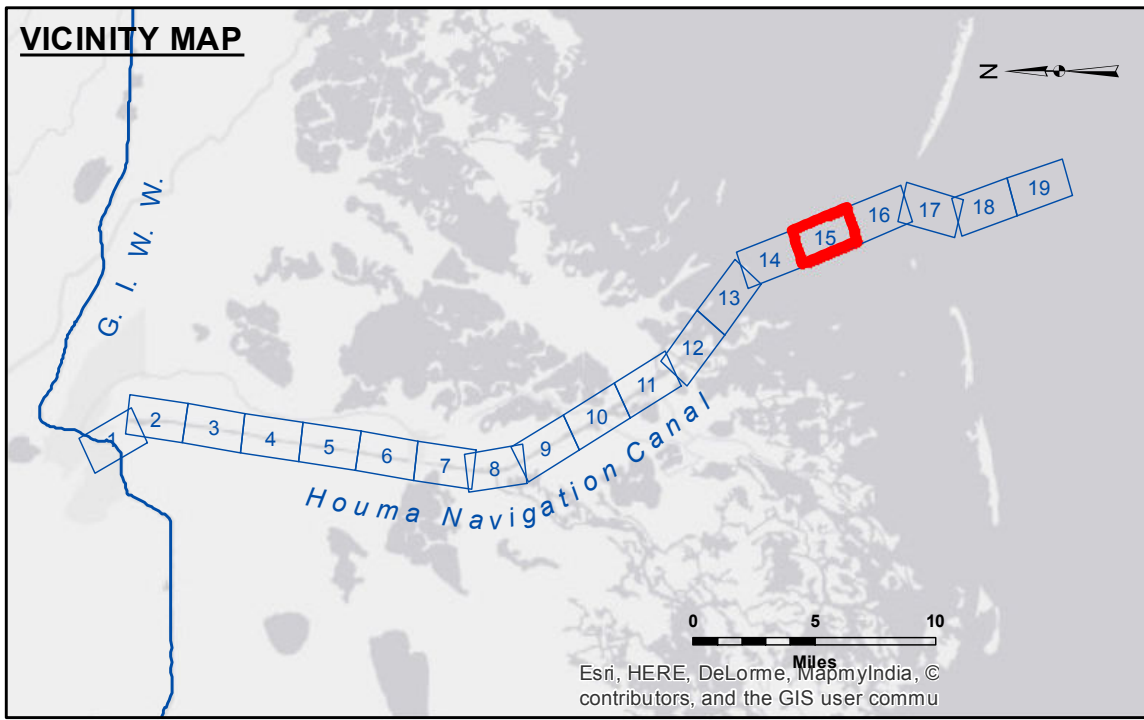 VICINITY MAP
N
G. I. W. W.
1
2
3
4
5
6
7
8
9
10
11
12
13
14
15
16
17
18
19
Houma Navigation Canal
0 5 10
Miles
Esri, HERE, DeLorme, MapmyIndia, ©
contributors, and the GIS user commu